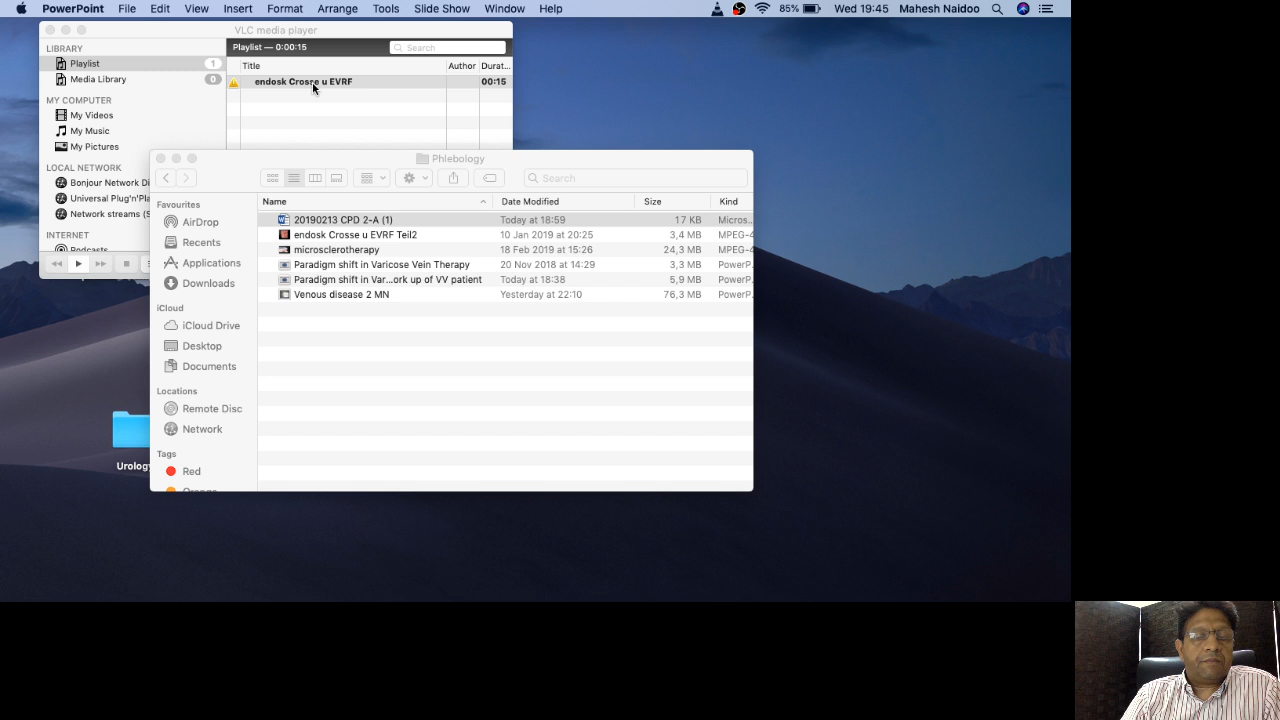 PowerPoint File Edit View Insert Format Arrange Tools Slide Show Window Help 85% Wed 19:45 Mahesh Naidoo
VLC media player
LIBRARY
Playlist 1
Media Library 0
MY COMPUTER
My Videos
My Music
My Pictures
LOCAL NETWORK
Bonjour Network Di
Universal Plug'n'Pla
Network streams (S
INTERNET
Podcasts
Playlist — 0:00:15 Search
Title Author Durat...
endosk Crosse u EVRF 00:15
Phlebology
Search
Favourites
AirDrop
Recents
Applications
Downloads
iCloud
iCloud Drive
Desktop
Documents
Locations
Remote Disc
Network
Tags
Red
Orange
Name Date Modified Size Kind
20190213 CPD 2-A (1) Today at 18:59 17 KB Micros...
endosk Crosse u EVRF Teil2 10 Jan 2019 at 20:25 3,4 MB MPEG-4
microsclerotherapy 18 Feb 2019 at 15:26 24,3 MB MPEG-4
Paradigm shift in Varicose Vein Therapy 20 Nov 2018 at 14:29 3,3 MB PowerP...
Paradigm shift in Var...ork up of VV patient Today at 18:38 5,9 MB PowerP...
Venous disease 2 MN Yesterday at 22:10 76,3 MB PowerP...
Urology